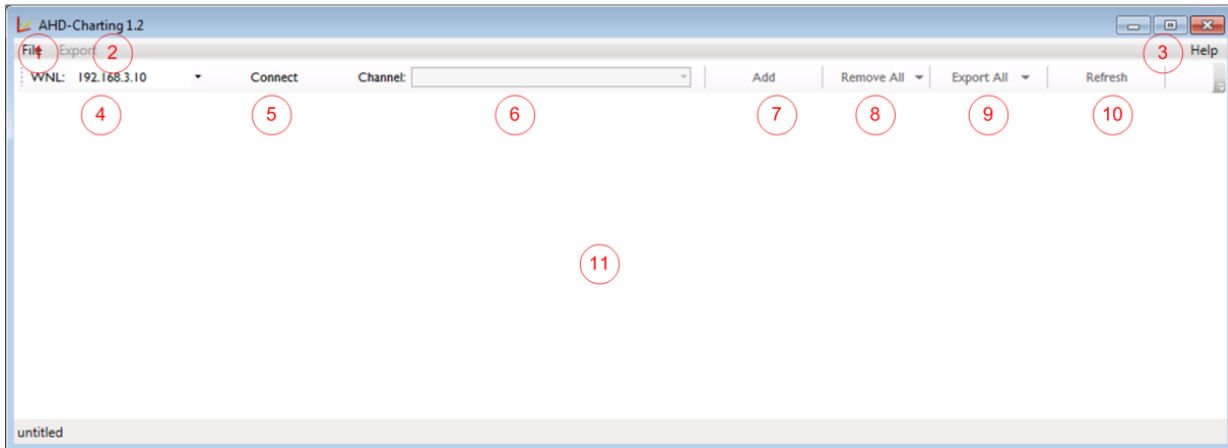 AHD-Charting 1.2
File Export Help
1 2 3
WNL: 192.168.3.10 Connect Channel: Add Remove All Export All Refresh
4 5 6 7 8 9 10
11
untitled